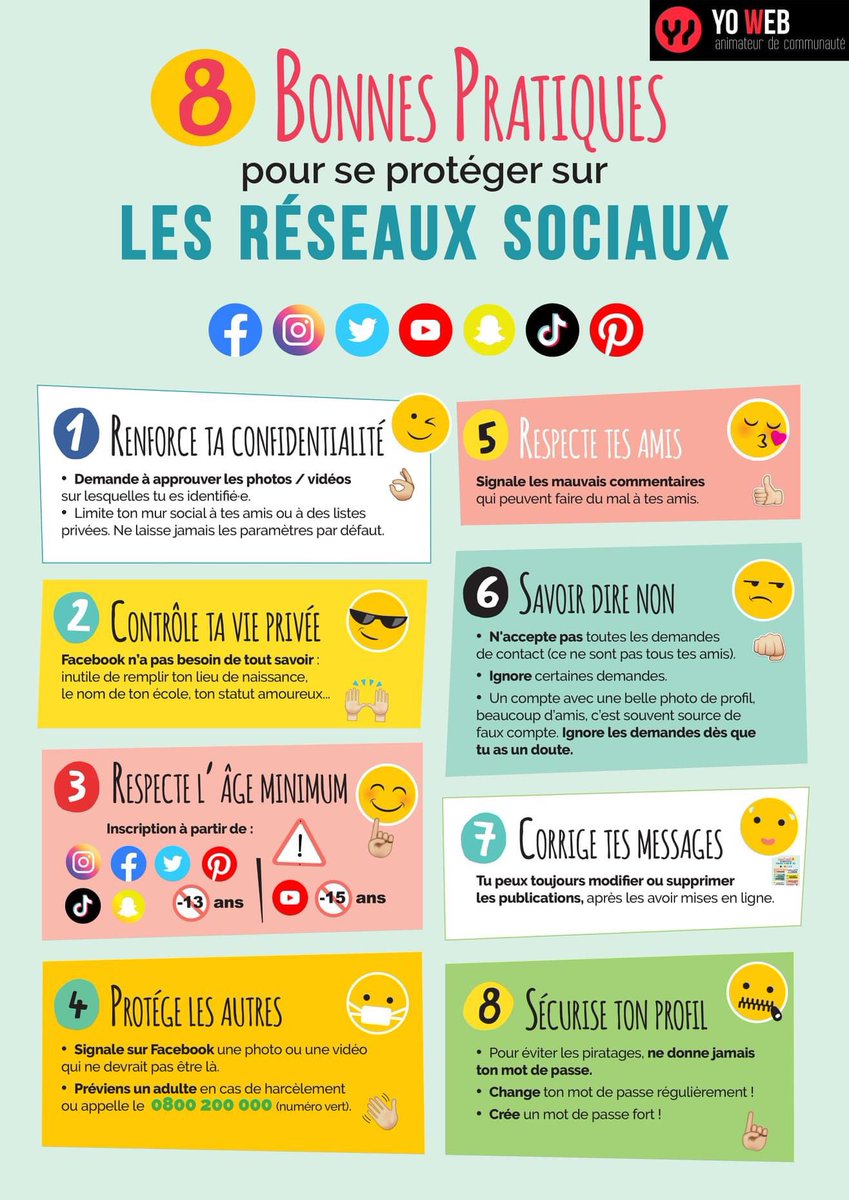 YO WEB
animateur de communauté
8 BONNES PRATIQUES
pour se protéger sur
LES RÉSEAUX SOCIAUX
1 RENFORCE TA CONFIDENTIALITÉ
• Demande à approuver les photos / vidéos
sur lesquelles tu es identifié·e.
• Limite ton mur social à tes amis ou à des listes
privées. Ne laisse jamais les paramètres par défaut.
2 CONTRÔLE TA VIE PRIVÉE
Facebook n'a pas besoin de tout savoir :
inutile de remplir ton lieu de naissance,
le nom de ton école, ton statut amoureux...
3 RESPECTE L' ÂGE MINIMUM
Inscription à partir de :
!
-13 ans
-15 ans
4 PROTÉGE LES AUTRES
• Signale sur Facebook une photo ou une vidéo
qui ne devrait pas être là.
• Préviens un adulte en cas de harcèlement
ou appelle le 0800 200 000 (numéro vert).
5 RESPECTE TES AMIS
Signale les mauvais commentaires
qui peuvent faire du mal à tes amis.
6 SAVOIR DIRE NON
• N'accepte pas toutes les demandes
de contact (ce ne sont pas tous tes amis).
• Ignore certaines demandes.
• Un compte avec une belle photo de profil,
beaucoup d'amis, c'est souvent source de
faux compte. Ignore les demandes dès que
tu as un doute.
7 CORRIGE TES MESSAGES
Tu peux toujours modifier ou supprimer
les publications, après les avoir mises en ligne.
8 SÉCURISE TON PROFIL
• Pour éviter les piratages, ne donne jamais
ton mot de passe.
• Change ton mot de passe régulièrement !
• Crée un mot de passe fort !